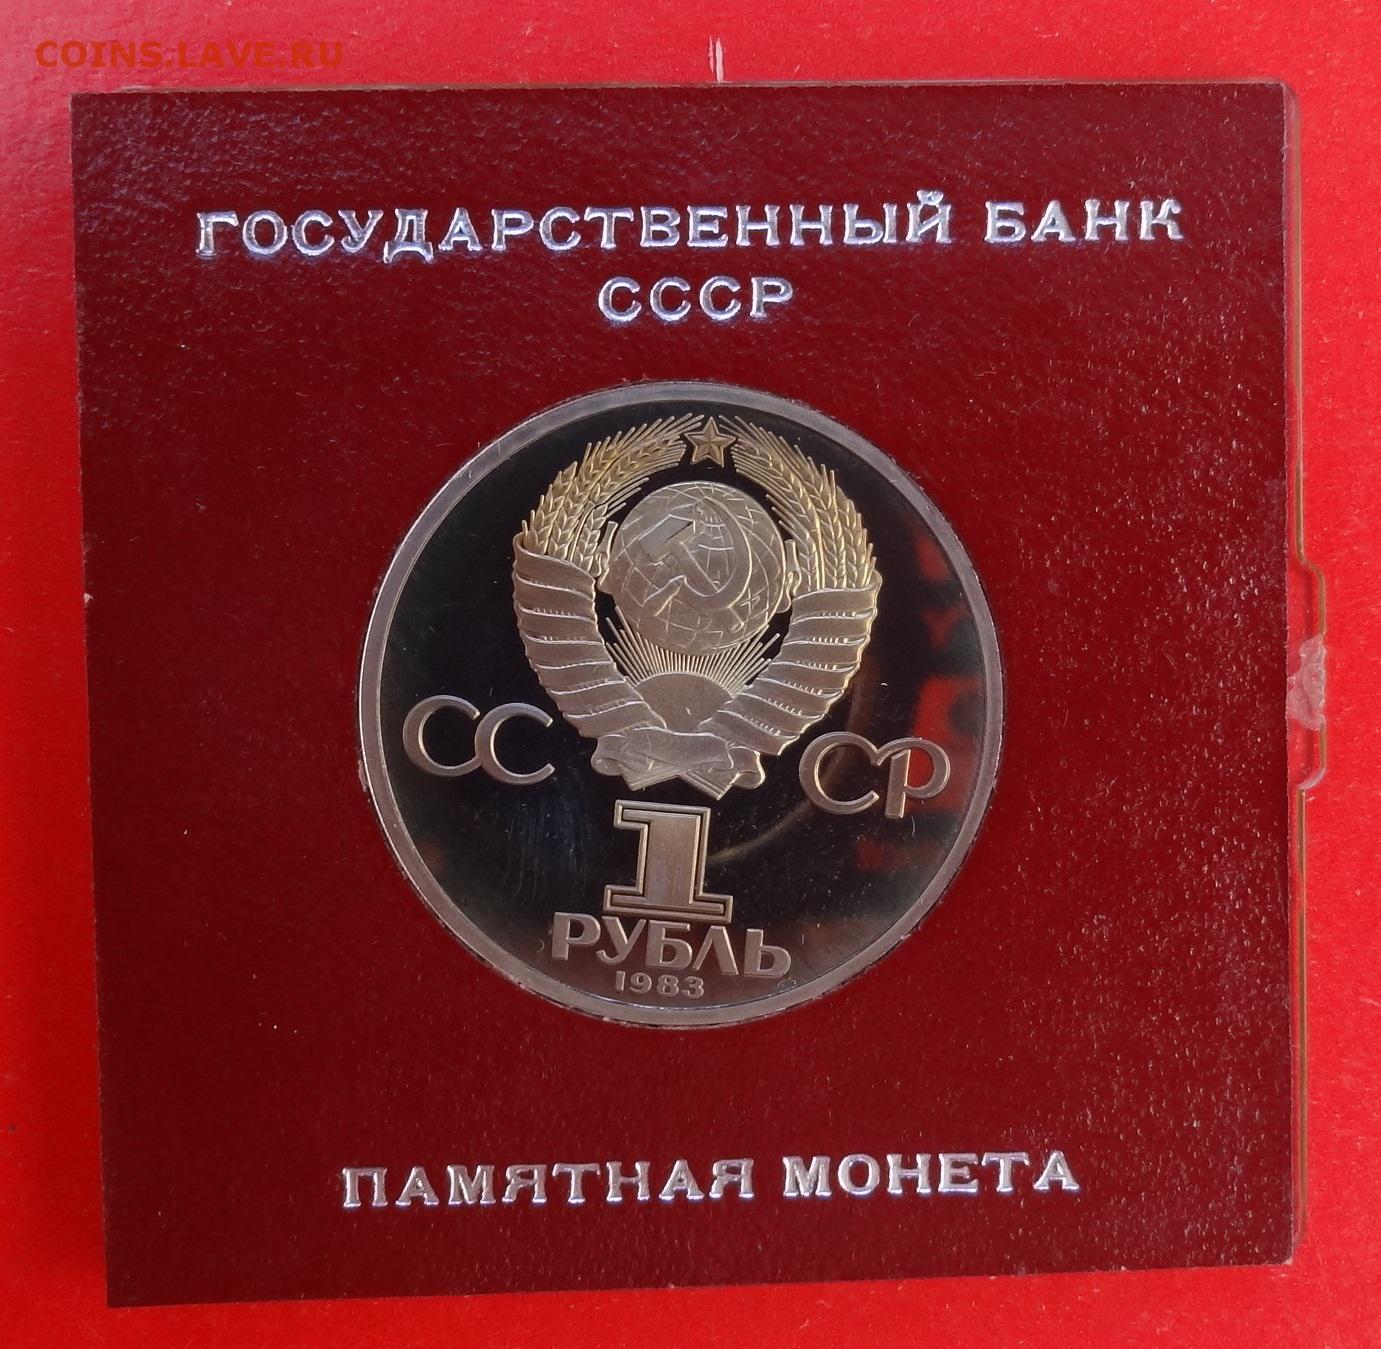 COINS.LAVE.RU
ГОСУДАРСТВЕННЫЙ БАНК
СССР
СС СР
1
РУБЛЬ
1983
ПАМЯТНАЯ МОНЕТА